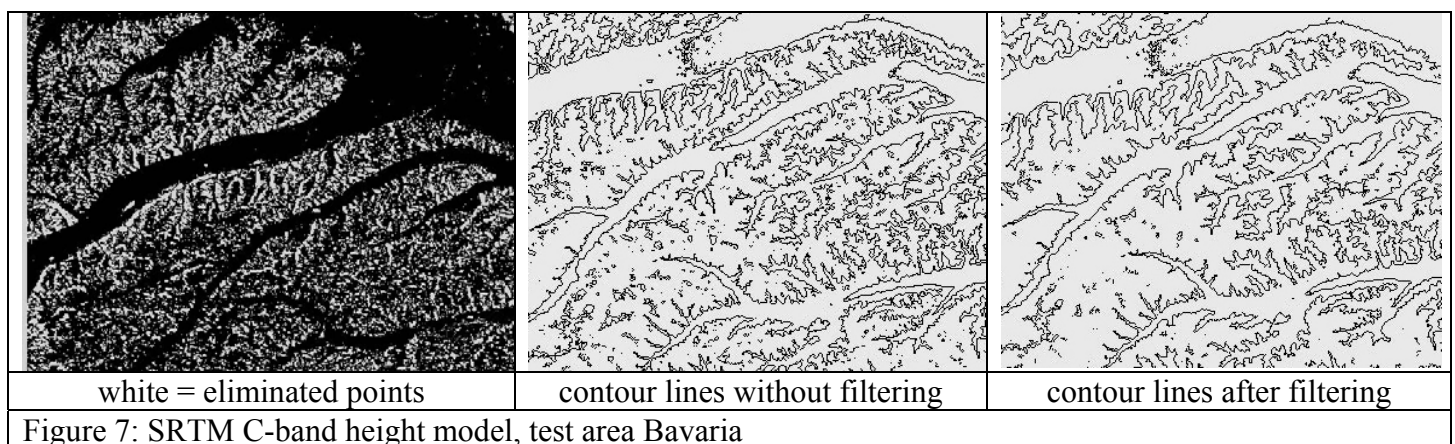 white = eliminated points
contour lines without filtering
contour lines after filtering
Figure 7: SRTM C-band height model, test area Bavaria